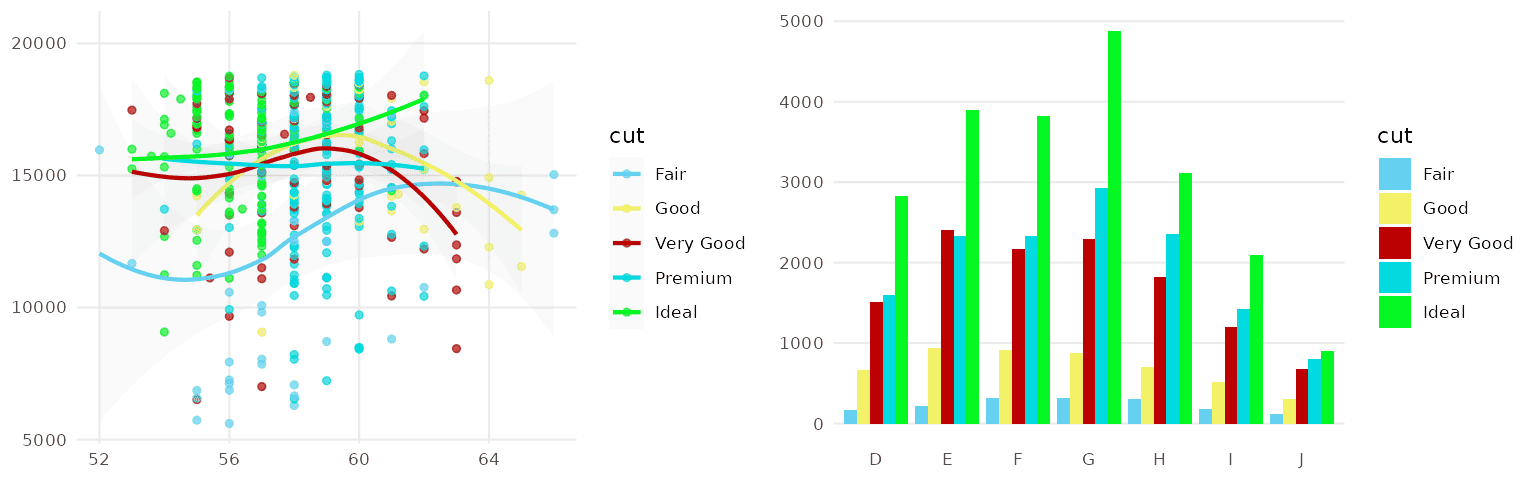 20000
15000
10000
5000
52 56 60 64
cut
Fair
Good
Very Good
Premium
Ideal
5000
4000
3000
2000
1000
0
D E F G H I J
cut
Fair
Good
Very Good
Premium
Ideal